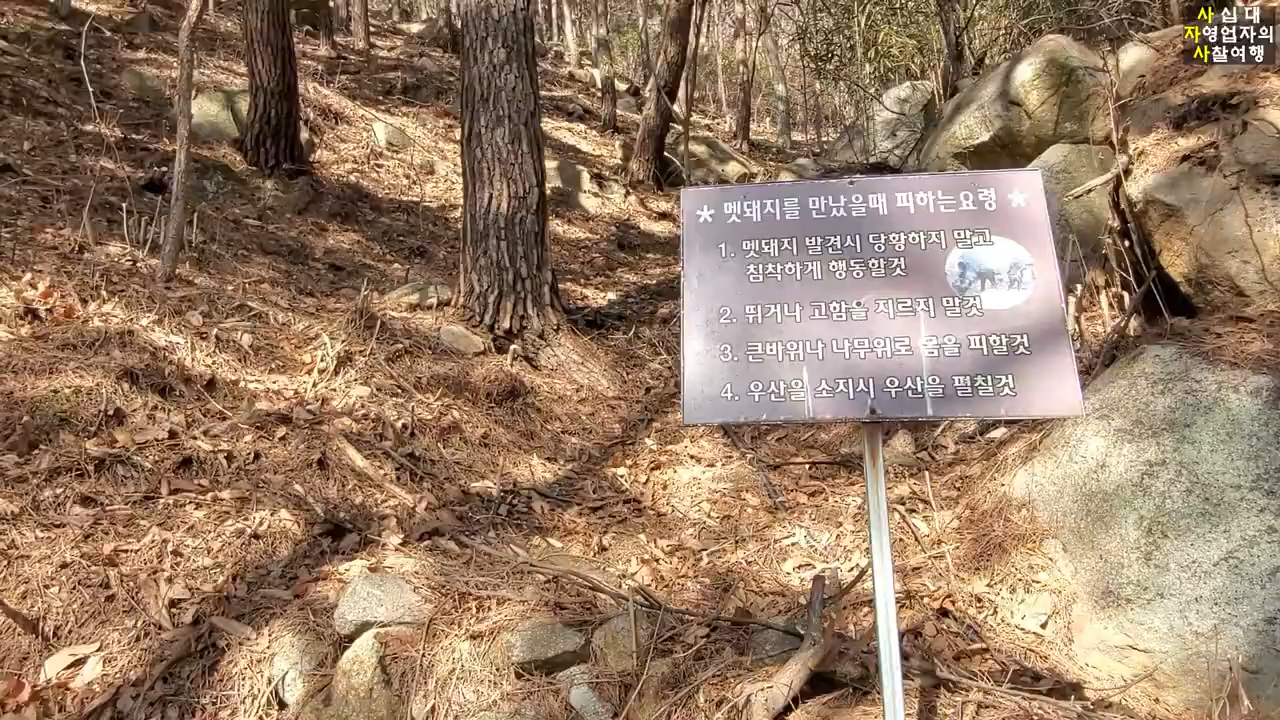 사 십 대
자영업자의
사찰여행
* 멧돼지를 만났을때 피하는요령 *
1. 멧돼지 발견시 당황하지 말고
침착하게 행동할것
2. 뛰거나 고함을 지르지 말것
3. 큰바위나 나무위로 몸을 피할것
4. 우산을 소지시 우산을 펼칠것